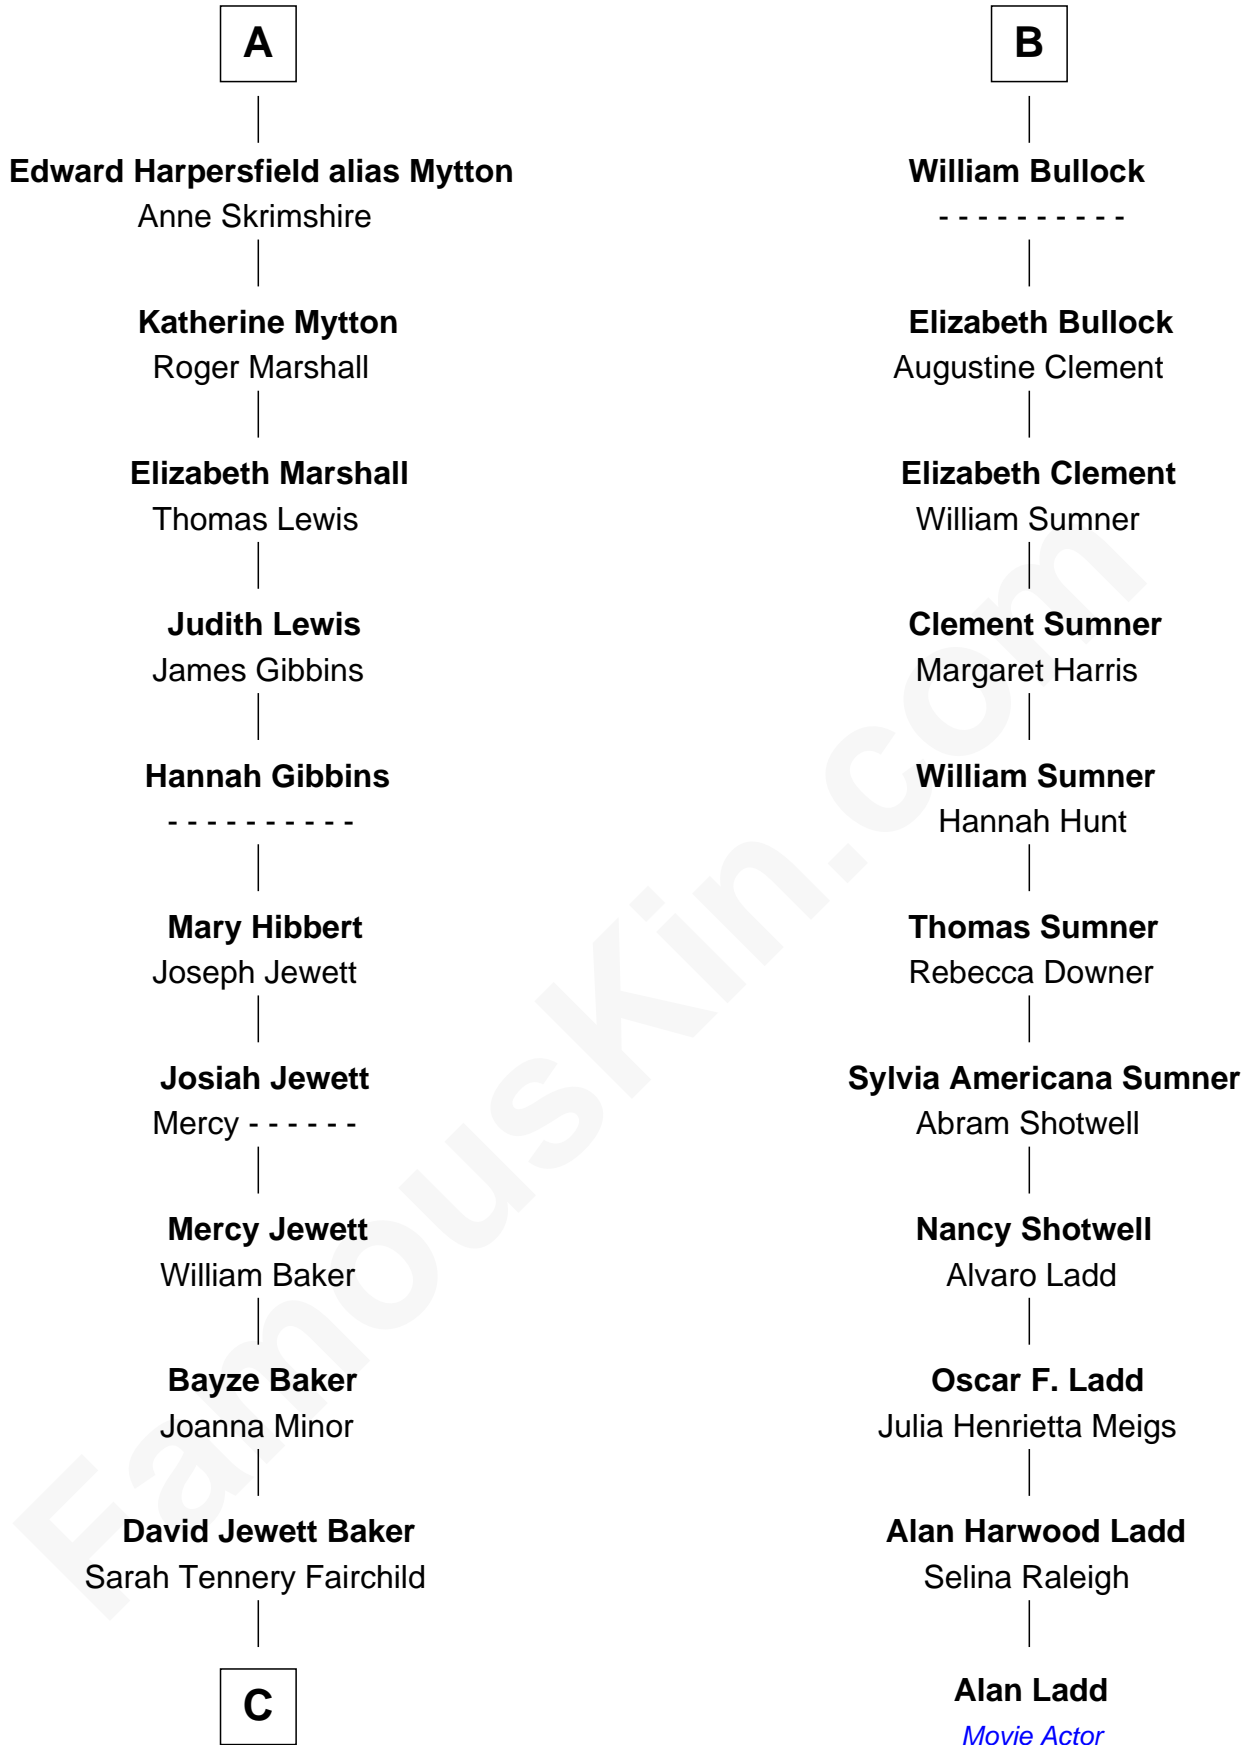 A
Edward Harpersfield alias Mytton
Anne Skrimshire
Katherine Mytton
Roger Marshall
Elizabeth Marshall
Thomas Lewis
Judith Lewis
James Gibbins
Hannah Gibbins
- - - - - - - - - -
Mary Hibbert
Joseph Jewett
Josiah Jewett
Mercy - - - - - -
Mercy Jewett
William Baker
Bayze Baker
Joanna Minor
David Jewett Baker
Sarah Tennery Fairchild
C
B
William Bullock
- - - - - - - - - -
Elizabeth Bullock
Augustine Clement
Elizabeth Clement
William Sumner
Clement Sumner
Margaret Harris
William Sumner
Hannah Hunt
Thomas Sumner
Rebecca Downer
Sylvia Americana Sumner
Abram Shotwell
Nancy Shotwell
Alvaro Ladd
Oscar F. Ladd
Julia Henrietta Meigs
Alan Harwood Ladd
Selina Raleigh
Alan Ladd
Movie Actor
FamousKin.com